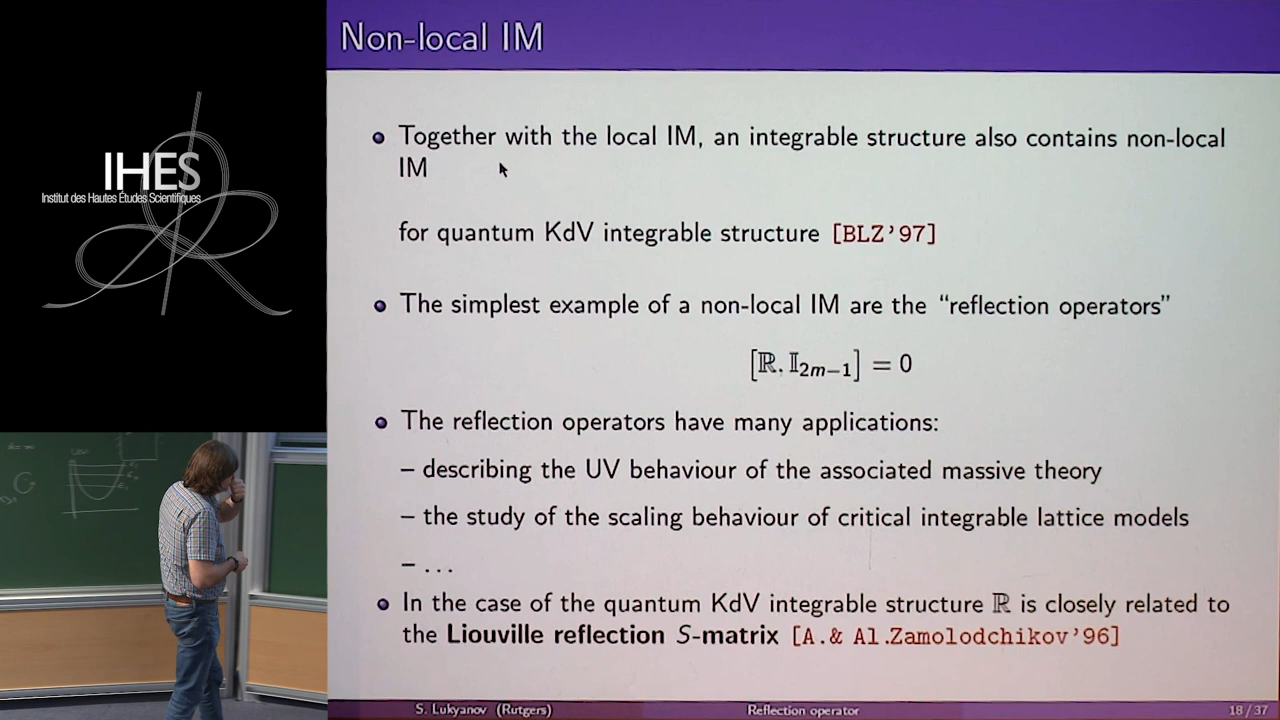 IHES
Institut des Hautes Études Scientifiques
Non-local IM
Together with the local IM, an integrable structure also contains non-local
IM
for quantum KdV integrable structure [BLZ'97]
The simplest example of a non-local IM are the “reflection operators”
[ℝ. 𝕀₂ₘ₋₁] = 0
The reflection operators have many applications:
– describing the UV behaviour of the associated massive theory
– the study of the scaling behaviour of critical integrable lattice models
– ...
In the case of the quantum KdV integrable structure ℝ is closely related to
the Liouville reflection S-matrix [A.& Al.Zamolodchikov'96]
S. Lukyanov (Rutgers) Reflection operator 18 / 37